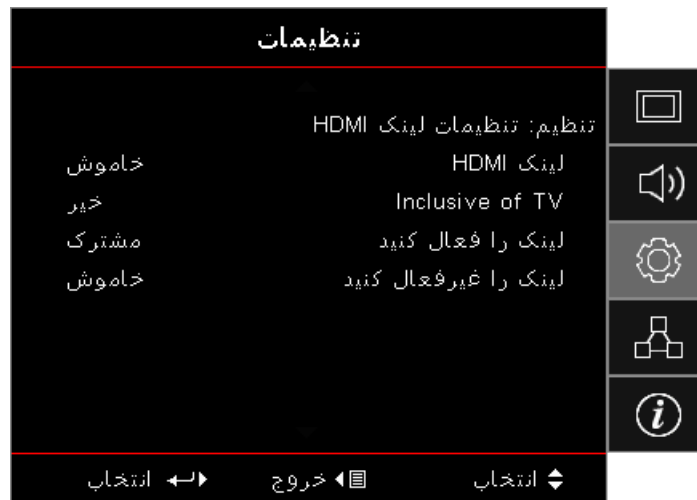 تنظیمات
تنظیم: تنظیمات لینک HDMI
لینک HDMI خاموش
Inclusive of TV خیر
لینک را فعال کنید مشترک
لینک را غیرفعال کنید خاموش
انتخاب خروج انتخاب